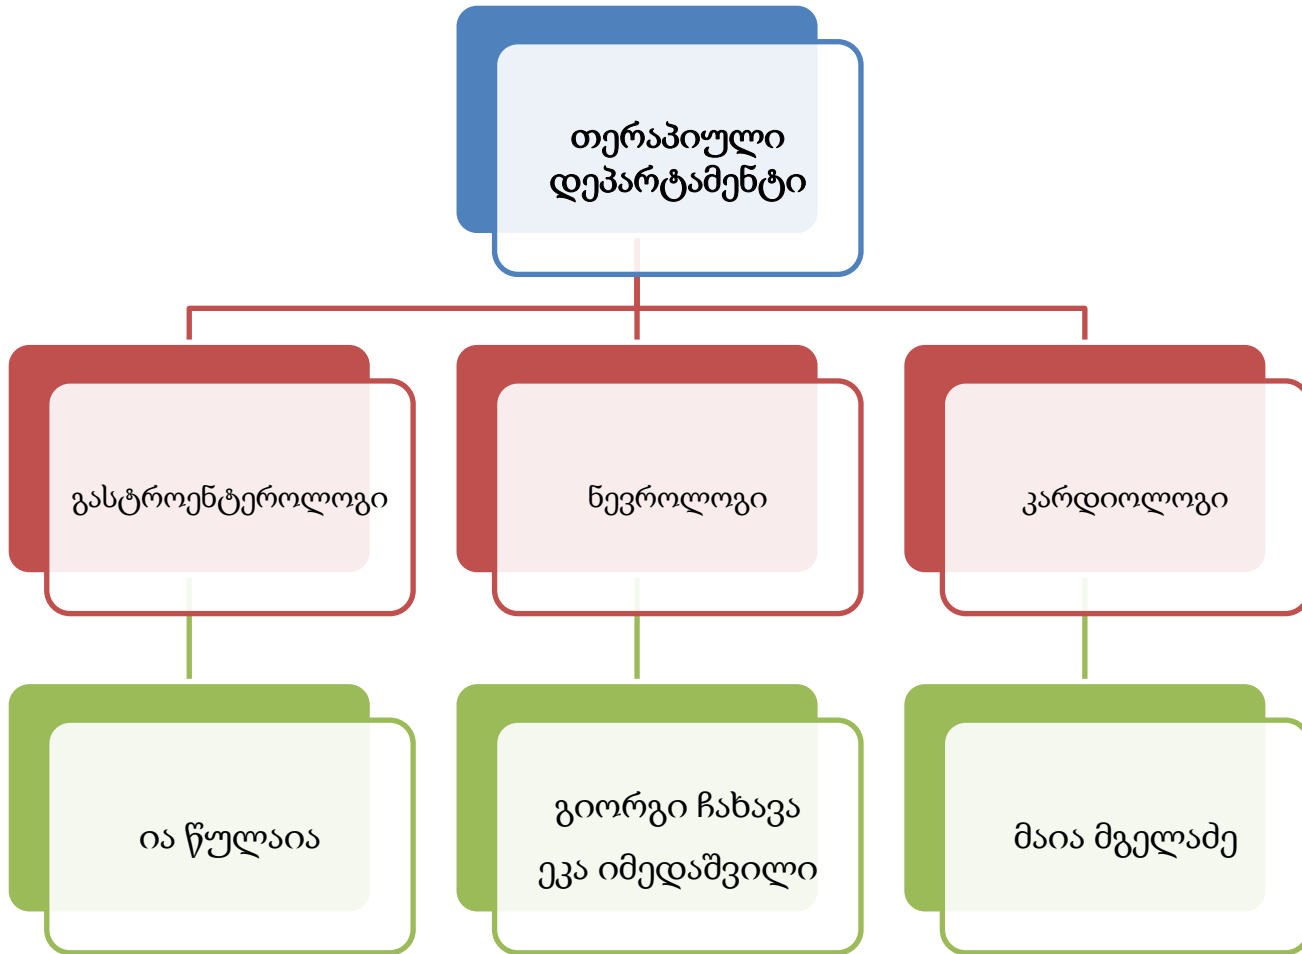 თერაპიული
დეპარტამენტი
გასტროენტეროლოგი
ნევროლოგი
კარდიოლოგი
ია წულაია
გიორგი ჩახავა
ეკა იმედაშვილი
მაია მგელაძე